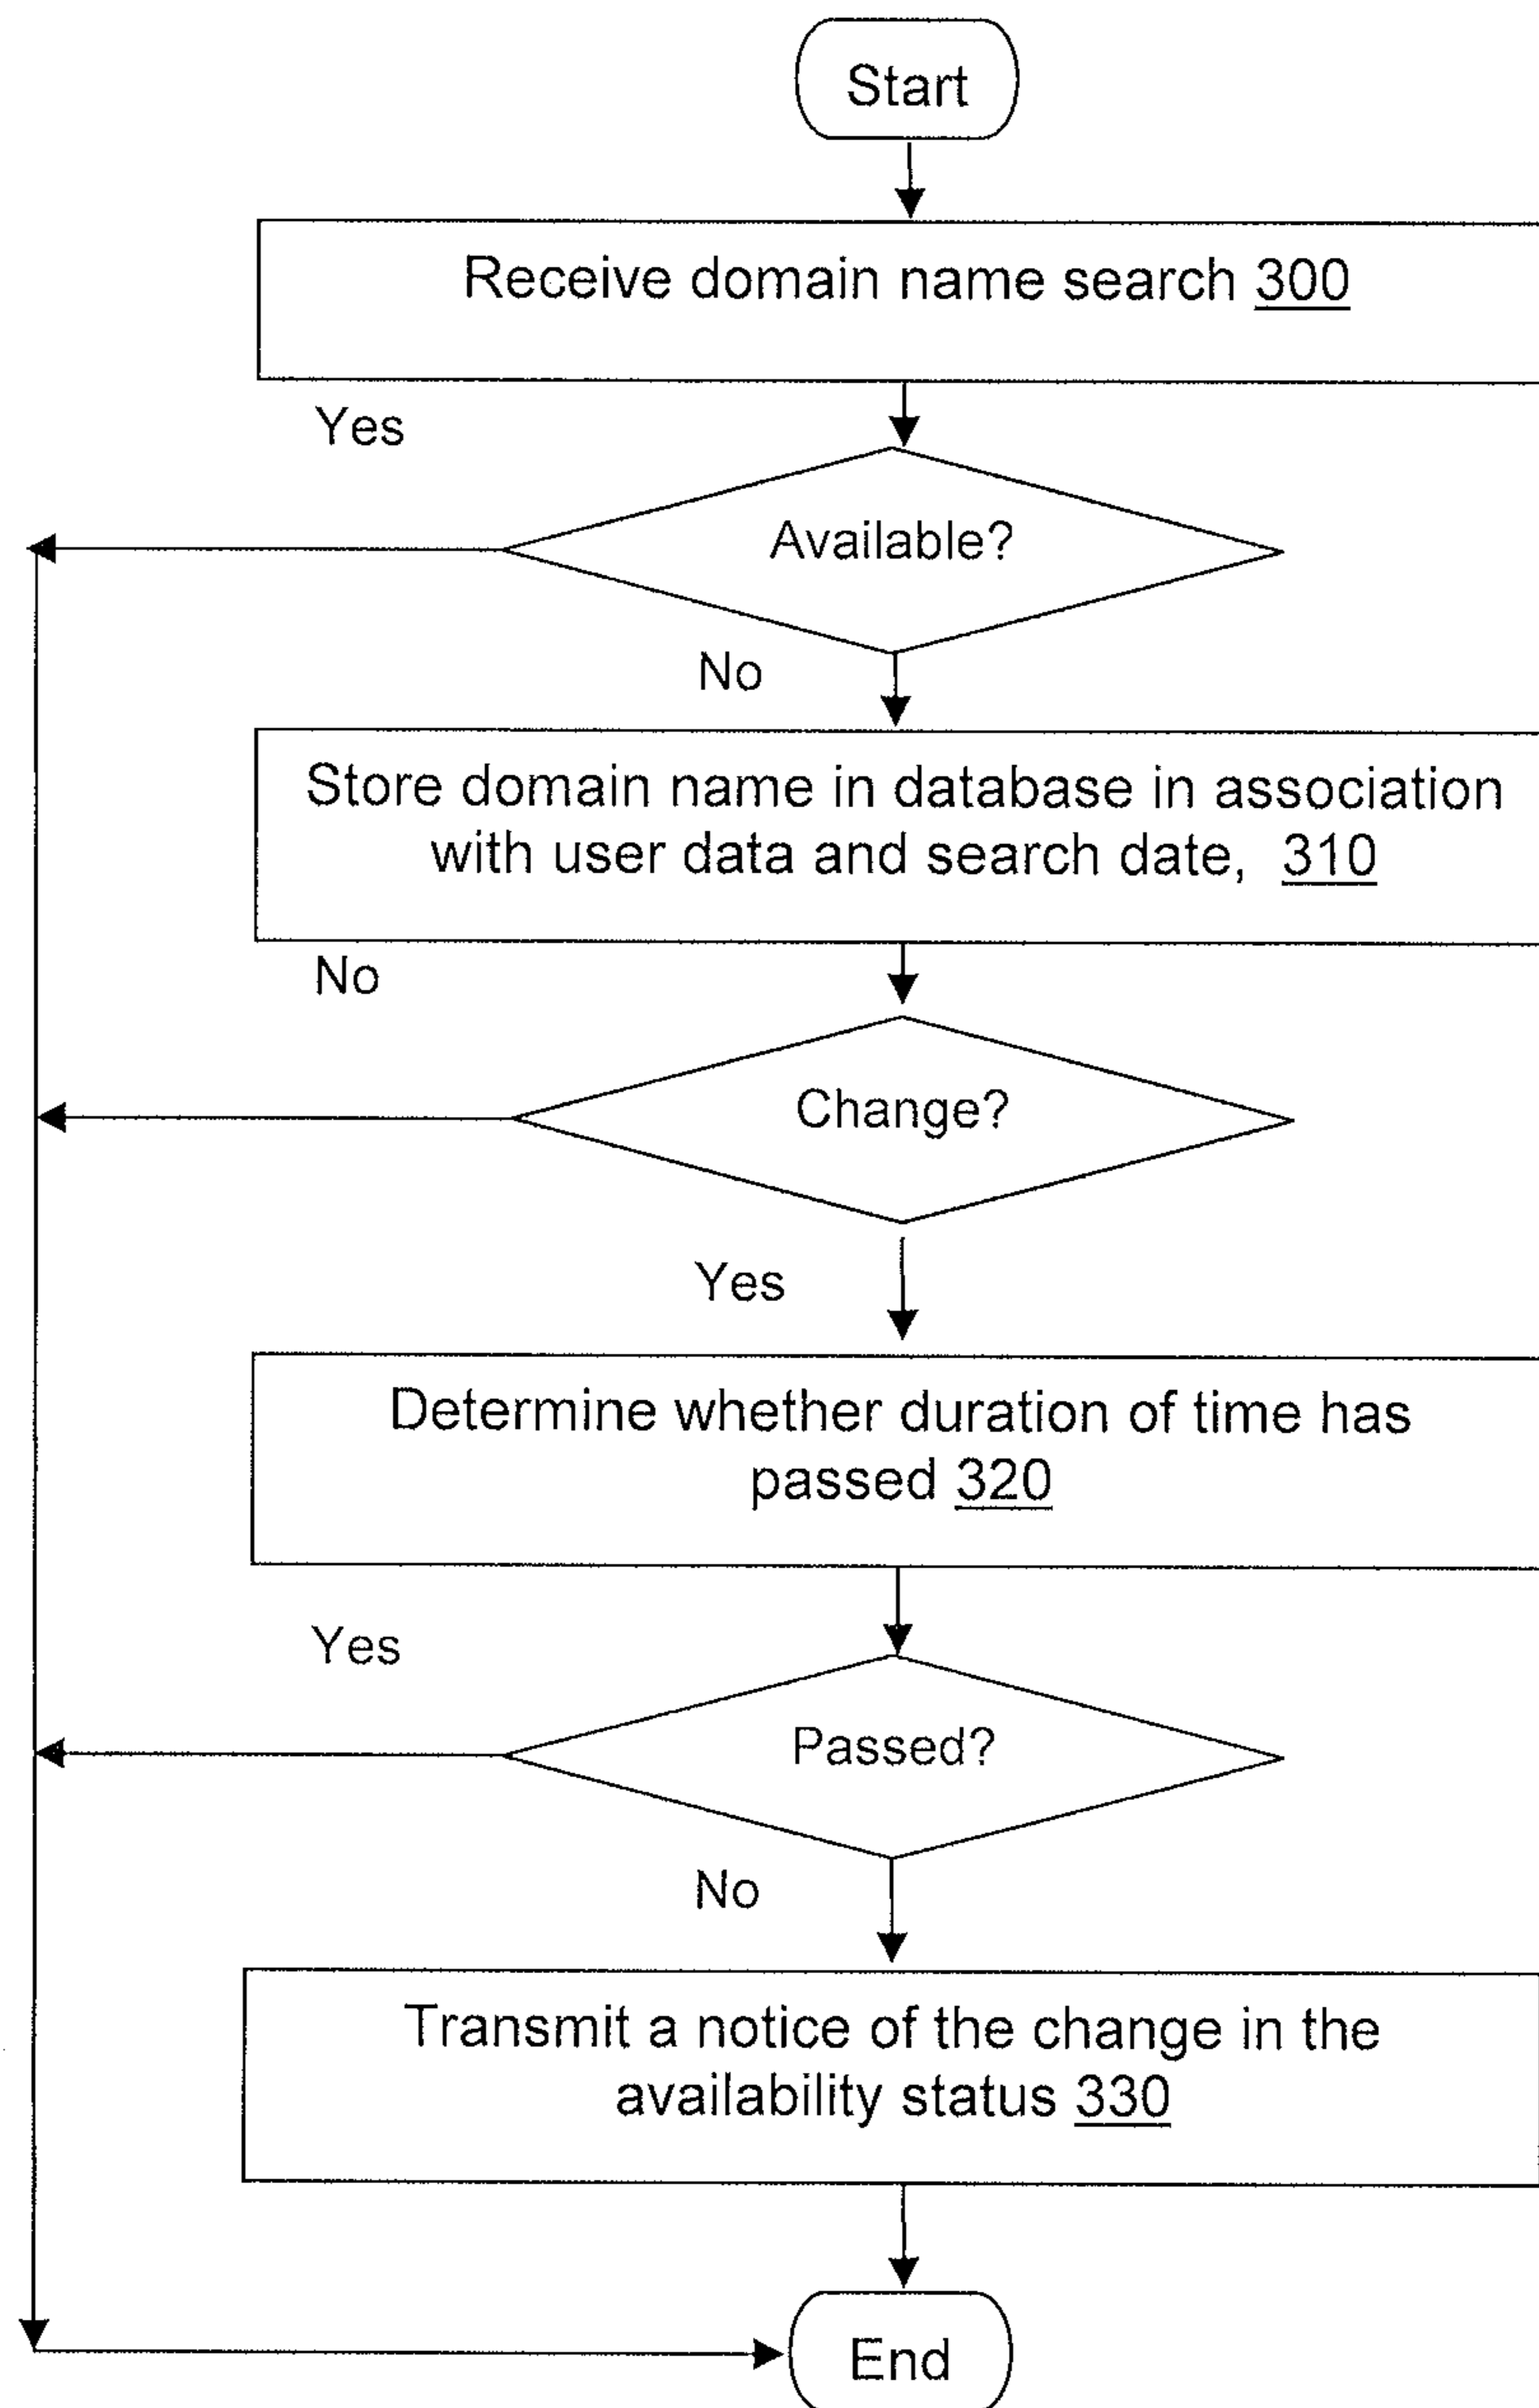 Start
Receive domain name search 300
Yes
Available?
No
Store domain name in database in association
with user data and search date, 310
No
Change?
Yes
Determine whether duration of time has
passed 320
Yes
Passed?
No
Transmit a notice of the change in the
availability status 330
End